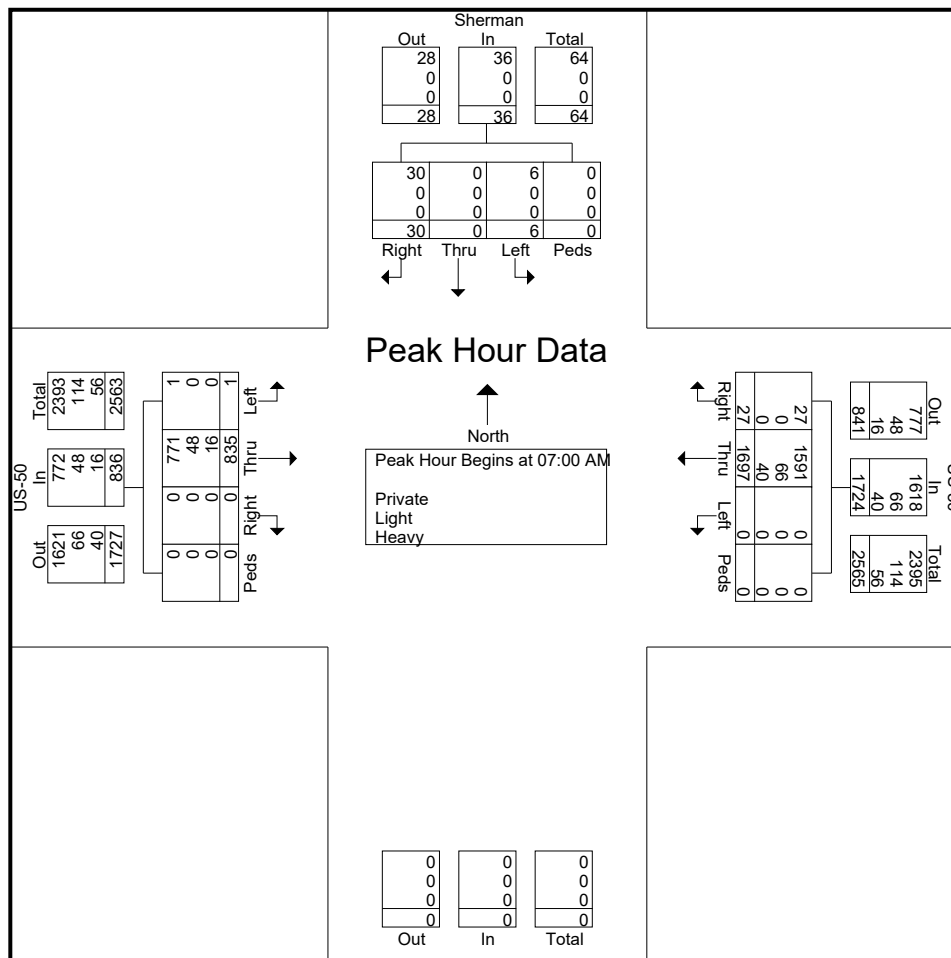 Sherman
Out In Total
28 36 64
0 0 0
0 0 0
28 36 64
30 0 6 0
0 0 0 0
0 0 0 0
30 0 6 0
Right Thru Left Peds
Peak Hour Data
North
Peak Hour Begins at 07:00 AM
Private
Light
Heavy
US-50
Out In Total
1621 772 2393
66 48 114
40 16 56
1727 836 2563
Peds Right Thru Left
0 0 771 1
0 0 48 0
0 0 16 0
0 0 835 1
Right Thru Left Peds
27 1591 0 0
0 66 0 0
0 40 0 0
27 1697 0 0
Out In Total
777 1618 2395
48 66 114
16 40 56
841 1724 2565
0 0 0
0 0 0
0 0 0
0 0 0
Out In Total